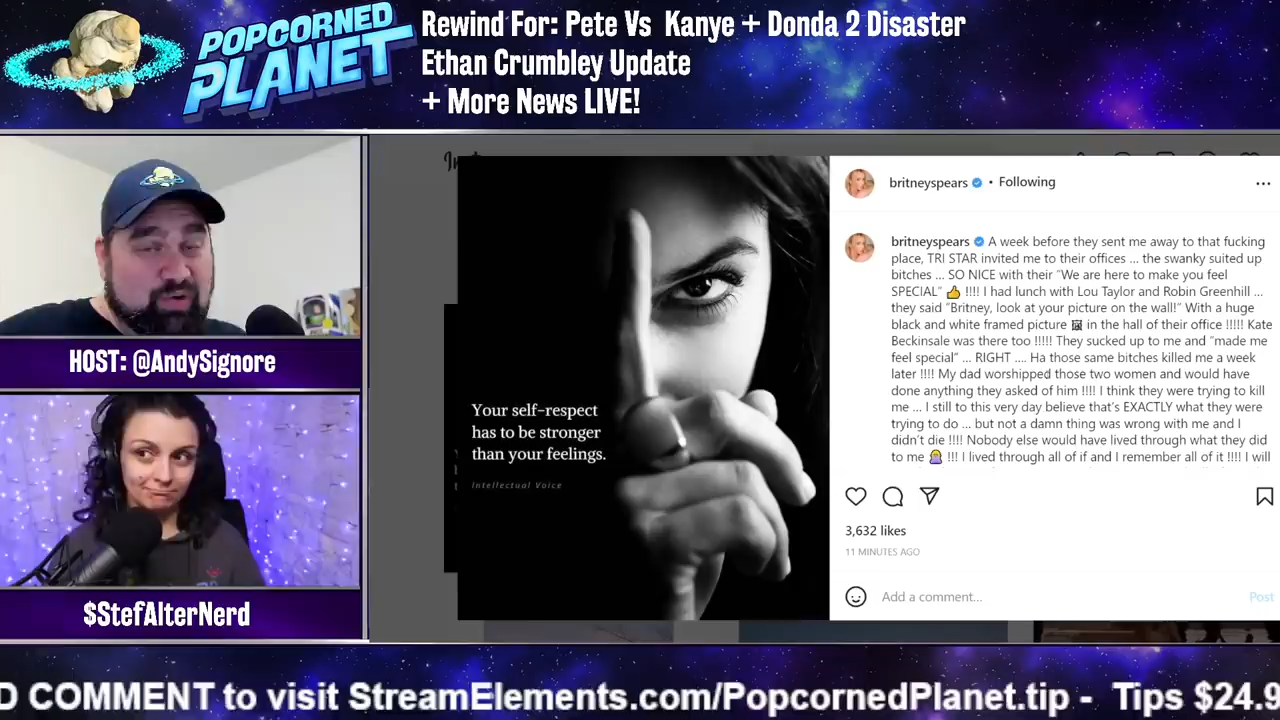 POPCORNED
PLANET
Rewind For: Pete Vs Kanye + Donda 2 Disaster
Ethan Crumbley Update
+ More News LIVE!
HOST: @AndySignore
$StefAlterNerd
Your self-respect
has to be stronger
than your feelings.
Intellectual Voice
britneyspears • Following
britneyspears A week before they sent me away to that fucking
place, TRI STAR invited me to their offices ... the swanky suited up
bitches ... SO NICE with their "We are here to make you feel
SPECIAL" 👍 !!!! I had lunch with Lou Taylor and Robin Greenhill ...
they said "Britney, look at your picture on the wall!" With a huge
black and white framed picture 🖼 in the hall of their office !!!!! Kate
Beckinsale was there too !!!!! They sucked up to me and "made me
feel special" ... RIGHT .... Ha those same bitches killed me a week
later !!!! My dad worshipped those two women and would have
done anything they asked of him !!!! I think they were trying to kill
me ... I still to this very day believe that's EXACTLY what they were
trying to do ... but not a damn thing was wrong with me and I
didn't die !!!! Nobody else would have lived through what they did
to me 🤷‍♀️ !!! I lived through all of if and I remember all of it !!!! I will
3,632 likes
11 MINUTES AGO
Add a comment...
Post
D COMMENT to visit StreamElements.com/PopcornedPlanet.tip - Tips $24.9